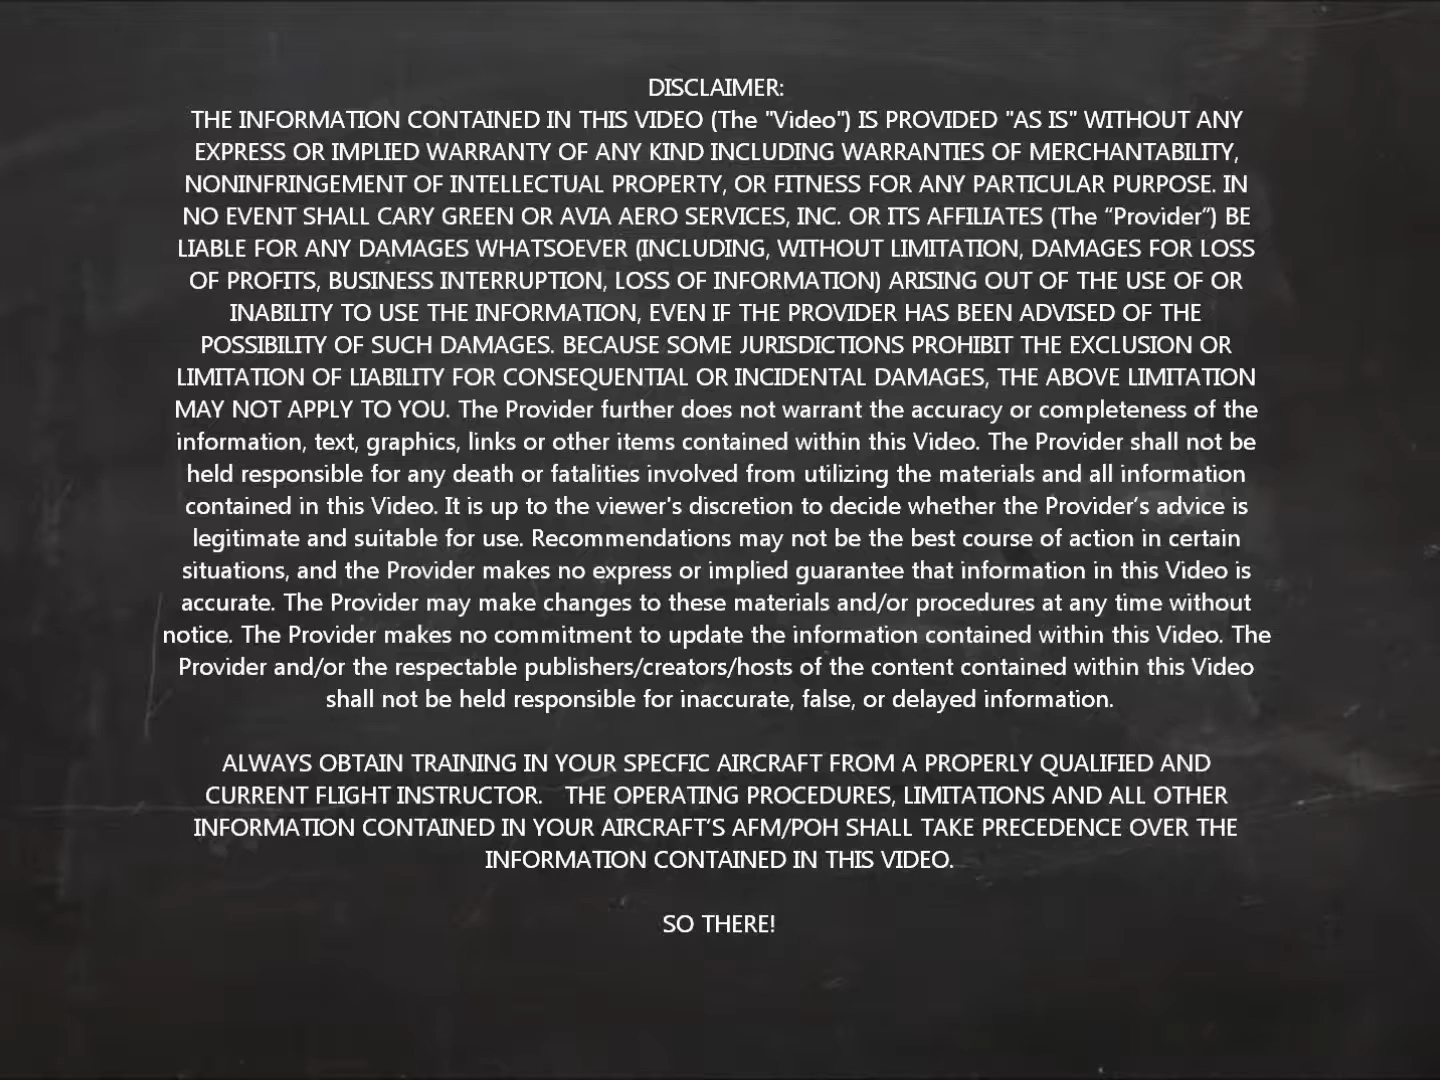 DISCLAIMER:
THE INFORMATION CONTAINED IN THIS VIDEO (The "Video") IS PROVIDED "AS IS" WITHOUT ANY
EXPRESS OR IMPLIED WARRANTY OF ANY KIND INCLUDING WARRANTIES OF MERCHANTABILITY,
NONINFRINGEMENT OF INTELLECTUAL PROPERTY, OR FITNESS FOR ANY PARTICULAR PURPOSE. IN
NO EVENT SHALL CARY GREEN OR AVIA AERO SERVICES, INC. OR ITS AFFILIATES (The “Provider”) BE
LIABLE FOR ANY DAMAGES WHATSOEVER (INCLUDING, WITHOUT LIMITATION, DAMAGES FOR LOSS
OF PROFITS, BUSINESS INTERRUPTION, LOSS OF INFORMATION) ARISING OUT OF THE USE OF OR
INABILITY TO USE THE INFORMATION, EVEN IF THE PROVIDER HAS BEEN ADVISED OF THE
POSSIBILITY OF SUCH DAMAGES. BECAUSE SOME JURISDICTIONS PROHIBIT THE EXCLUSION OR
LIMITATION OF LIABILITY FOR CONSEQUENTIAL OR INCIDENTAL DAMAGES, THE ABOVE LIMITATION
MAY NOT APPLY TO YOU. The Provider further does not warrant the accuracy or completeness of the
information, text, graphics, links or other items contained within this Video. The Provider shall not be
held responsible for any death or fatalities involved from utilizing the materials and all information
contained in this Video. It is up to the viewer's discretion to decide whether the Provider’s advice is
legitimate and suitable for use. Recommendations may not be the best course of action in certain
situations, and the Provider makes no express or implied guarantee that information in this Video is
accurate. The Provider may make changes to these materials and/or procedures at any time without
notice. The Provider makes no commitment to update the information contained within this Video. The
Provider and/or the respectable publishers/creators/hosts of the content contained within this Video
shall not be held responsible for inaccurate, false, or delayed information.
ALWAYS OBTAIN TRAINING IN YOUR SPECFIC AIRCRAFT FROM A PROPERLY QUALIFIED AND
CURRENT FLIGHT INSTRUCTOR.   THE OPERATING PROCEDURES, LIMITATIONS AND ALL OTHER
INFORMATION CONTAINED IN YOUR AIRCRAFT’S AFM/POH SHALL TAKE PRECEDENCE OVER THE
INFORMATION CONTAINED IN THIS VIDEO.
SO THERE!